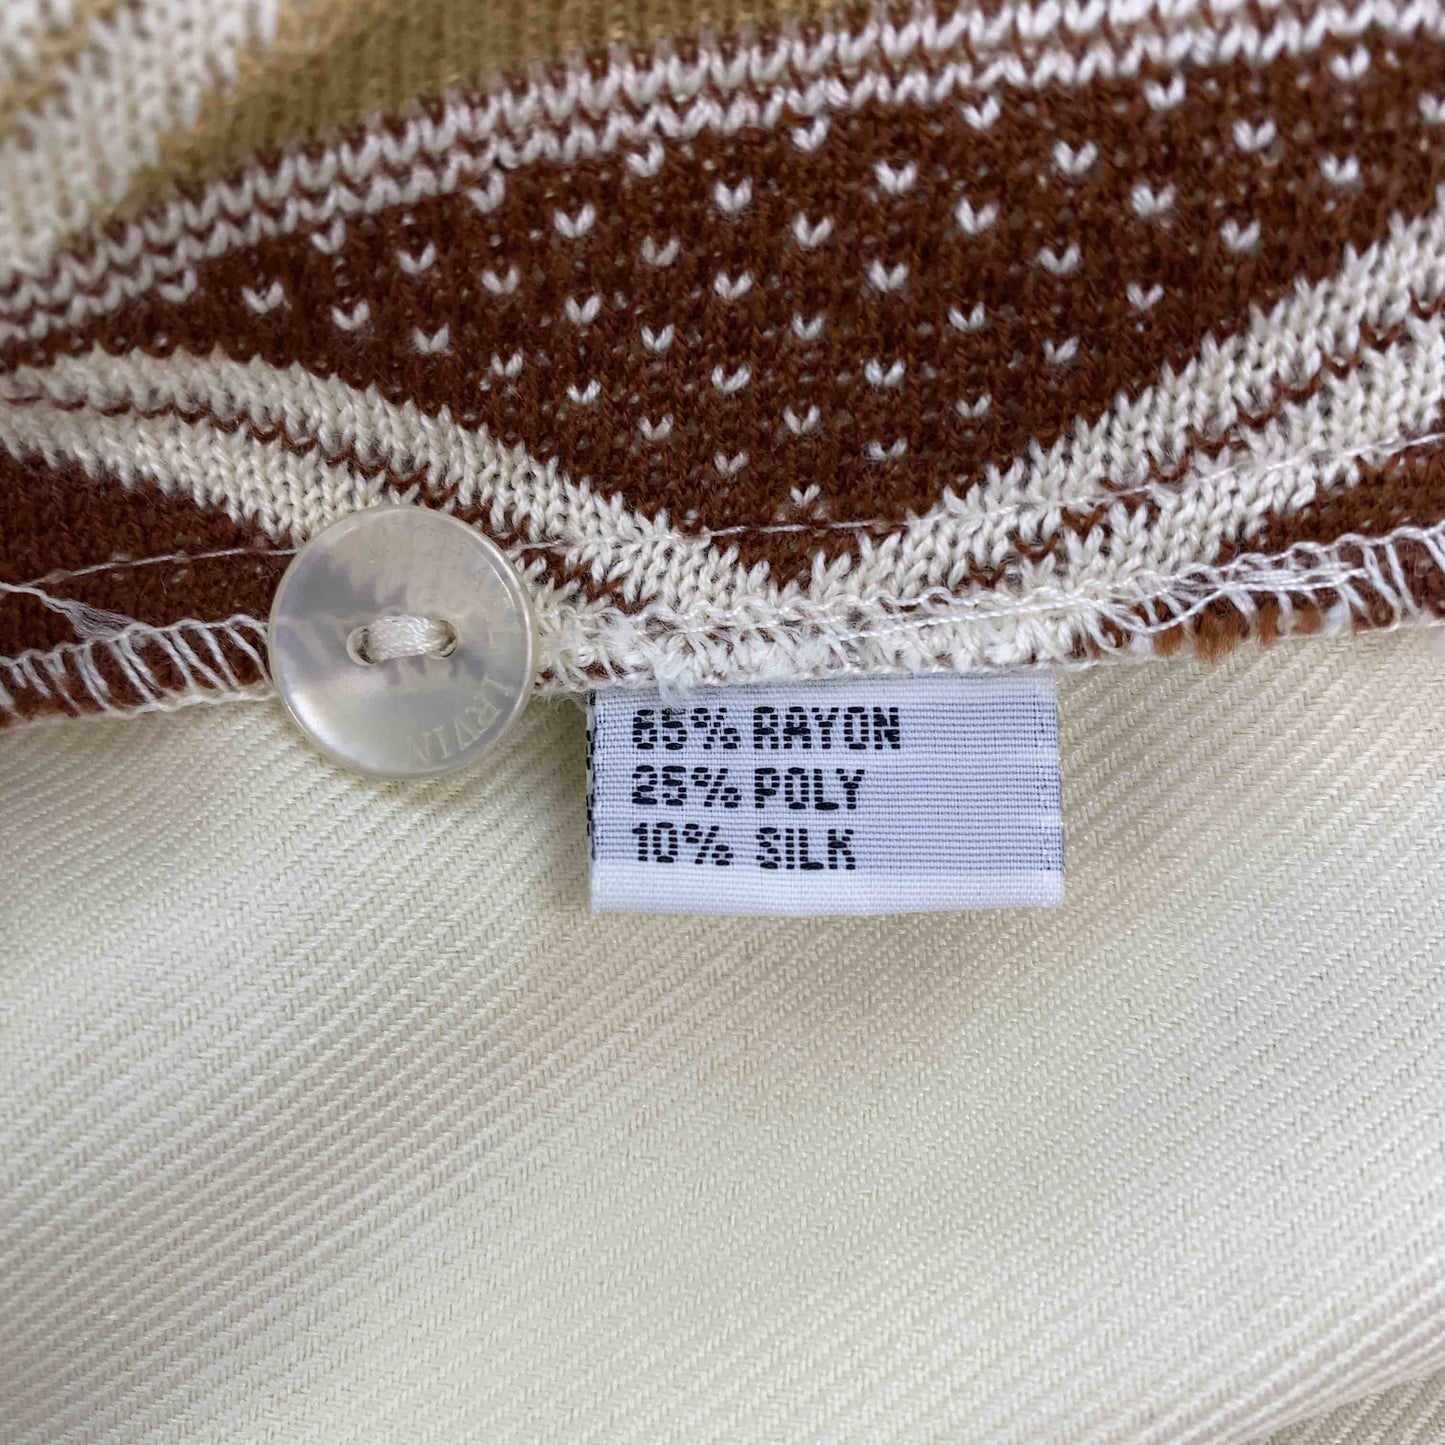 65% RAYON
25% POLY
10% SILK